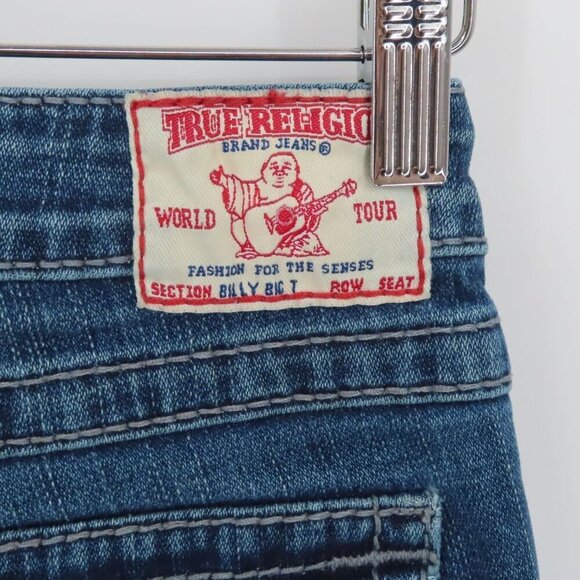 TRUE RELIGIO
BRAND JEANS®
WORLD TOUR
FASHION FOR THE SENSES
SECTION BILLY BIG T ROW SEAT